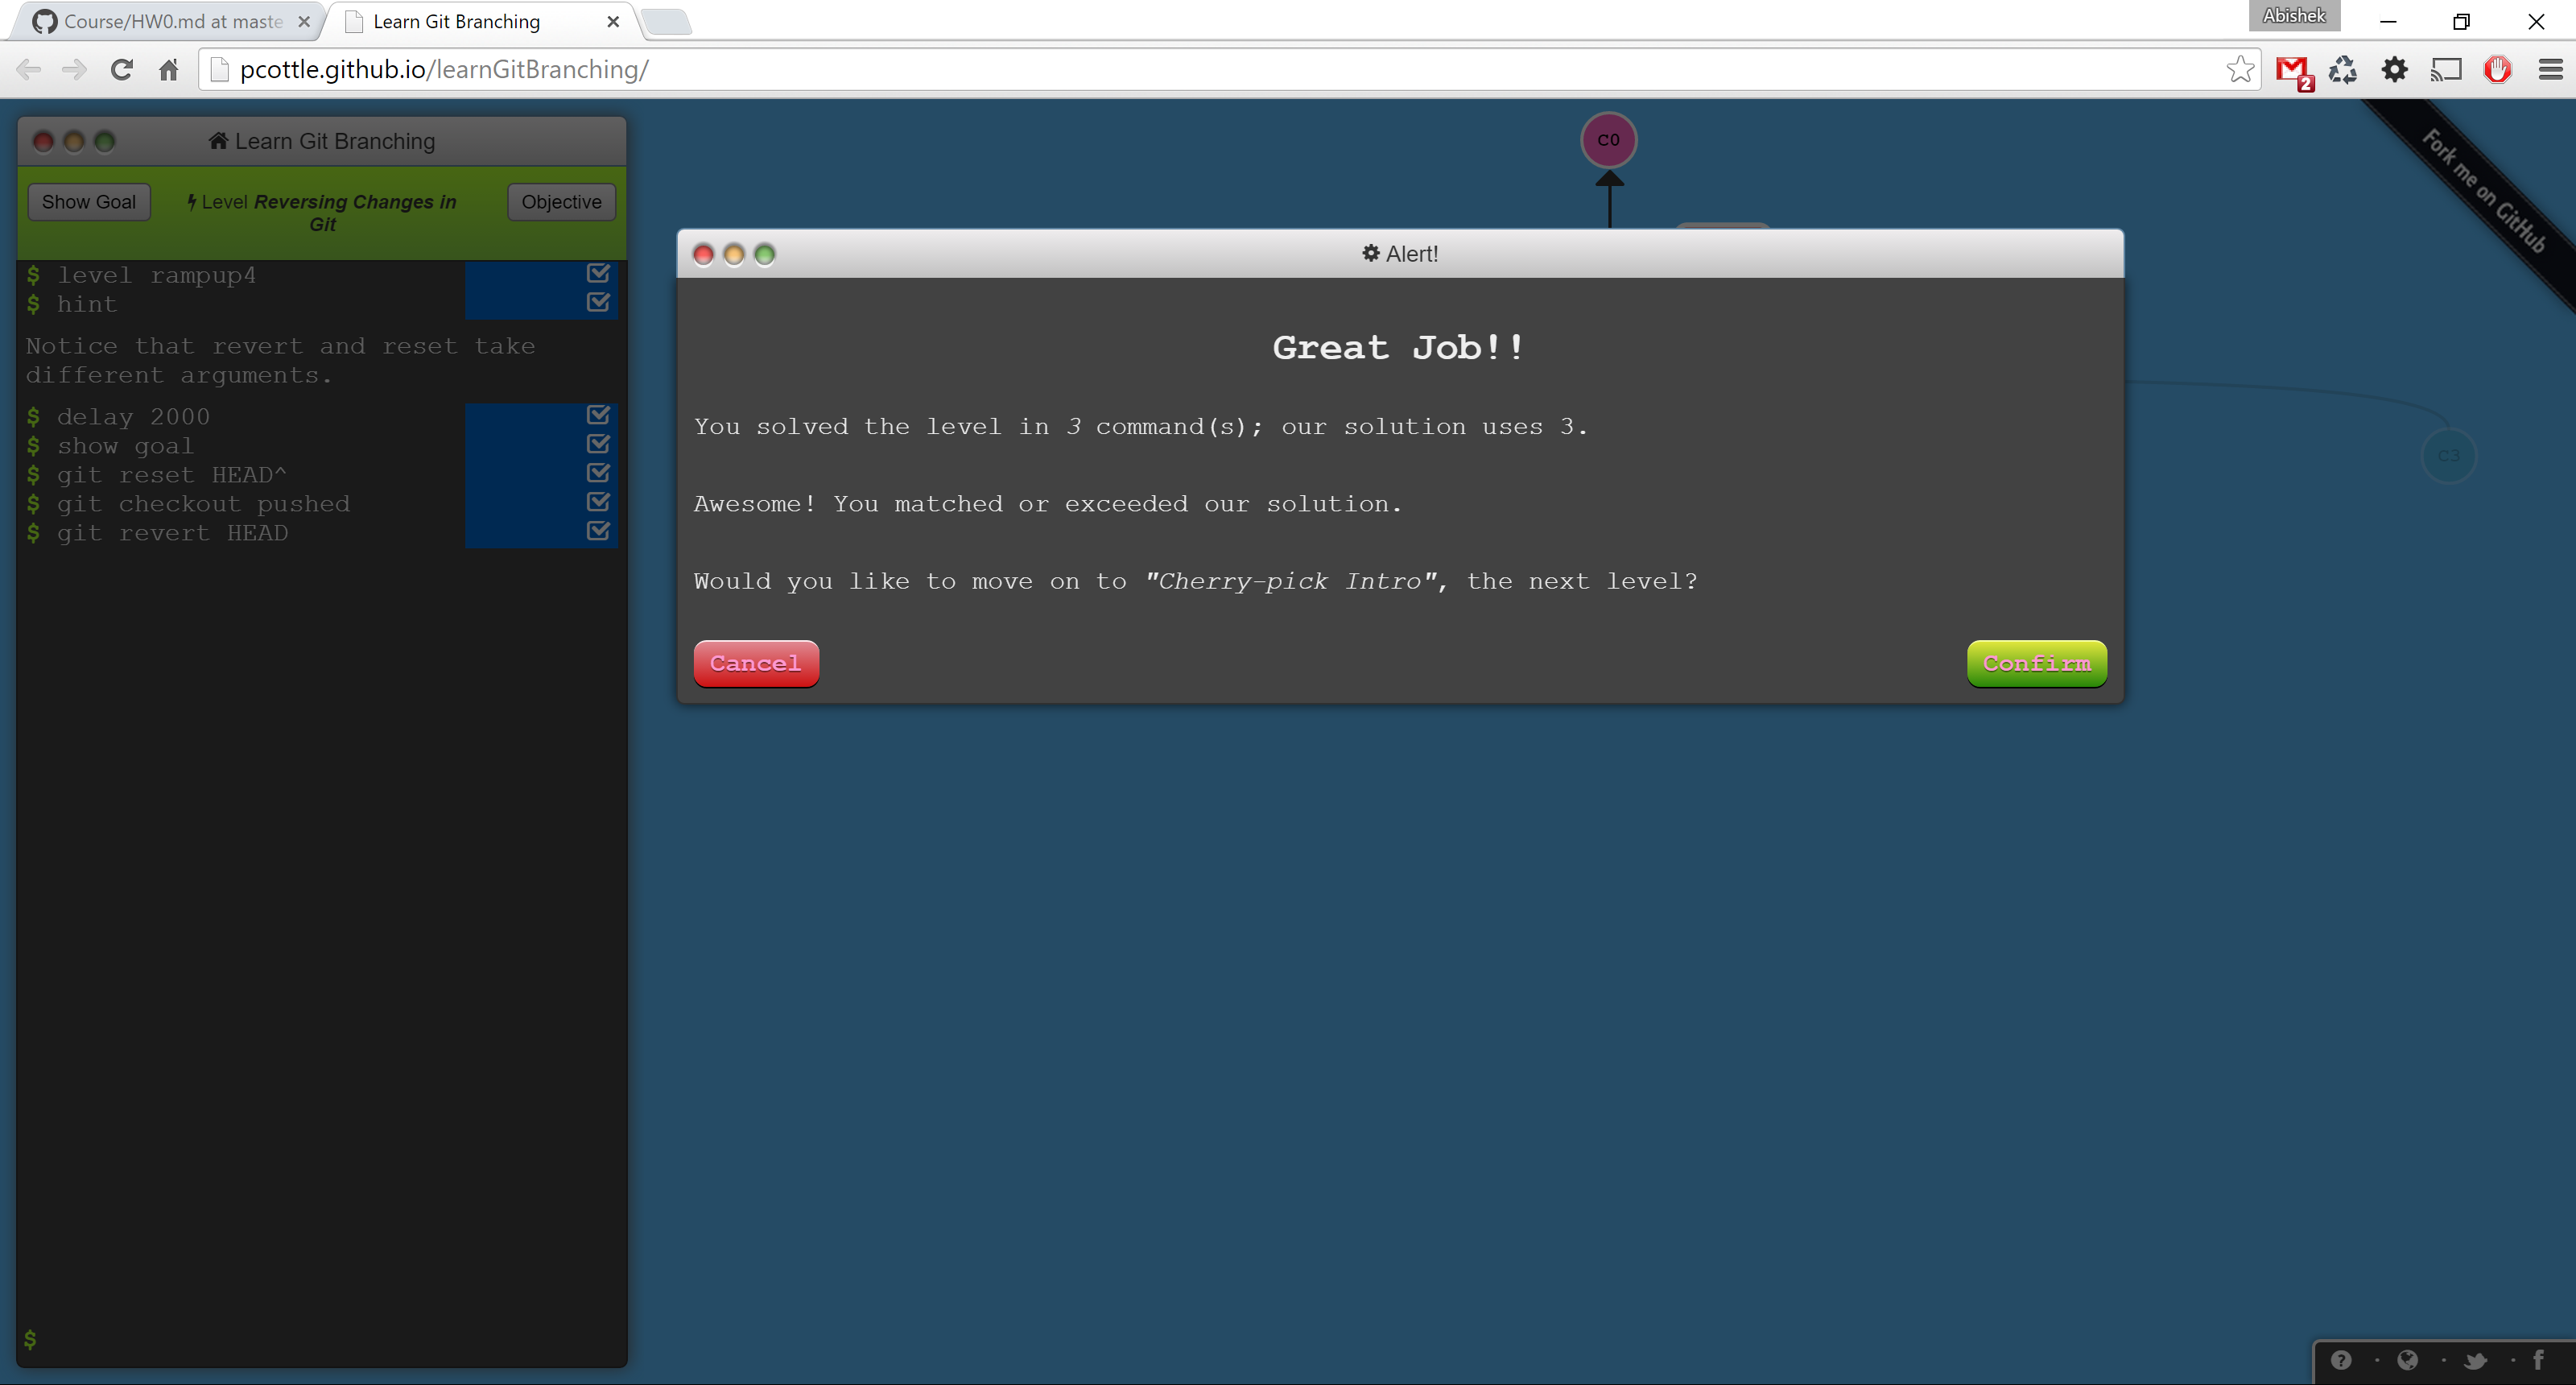 Course/HW0.md at maste
Learn Git Branching
Abishek
pcottle.github.io/learnGitBranching/
2
Learn Git Branching
Show Goal
Level Reversing Changes in
Git
Objective
$ level rampup4
$ hint
Notice that revert and reset take
different arguments.
$ delay 2000
$ show goal
$ git reset HEAD^
$ git checkout pushed
$ git revert HEAD
$
C0
Fork me on GitHub
Alert!
Great Job!!
You solved the level in 3 command(s); our solution uses 3.
Awesome! You matched or exceeded our solution.
Would you like to move on to "Cherry-pick Intro", the next level?
Cancel
Confirm
C3